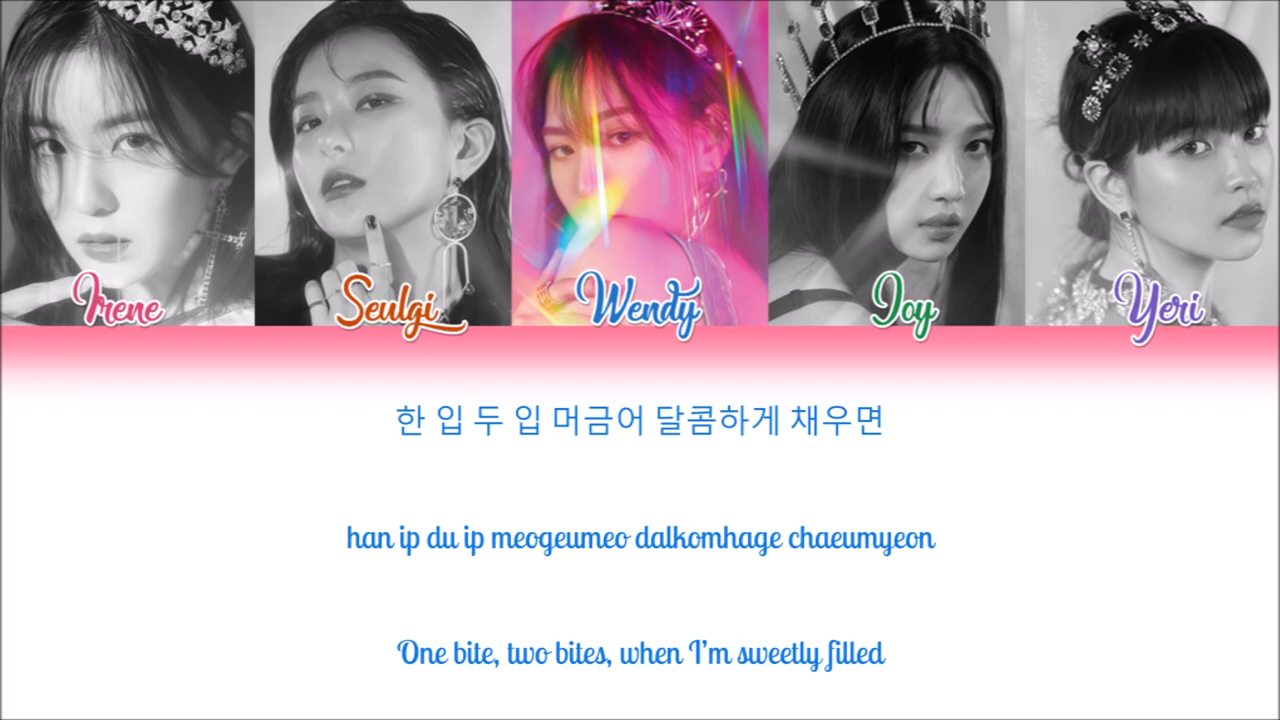 Irene Seulgi Wendy Joy Yeri
한 입 두 입 머금어 달콤하게 채우면
han ip du ip meogeumeo dalkomhage chaeumyeon
One bite, two bites, when I'm sweetly filled